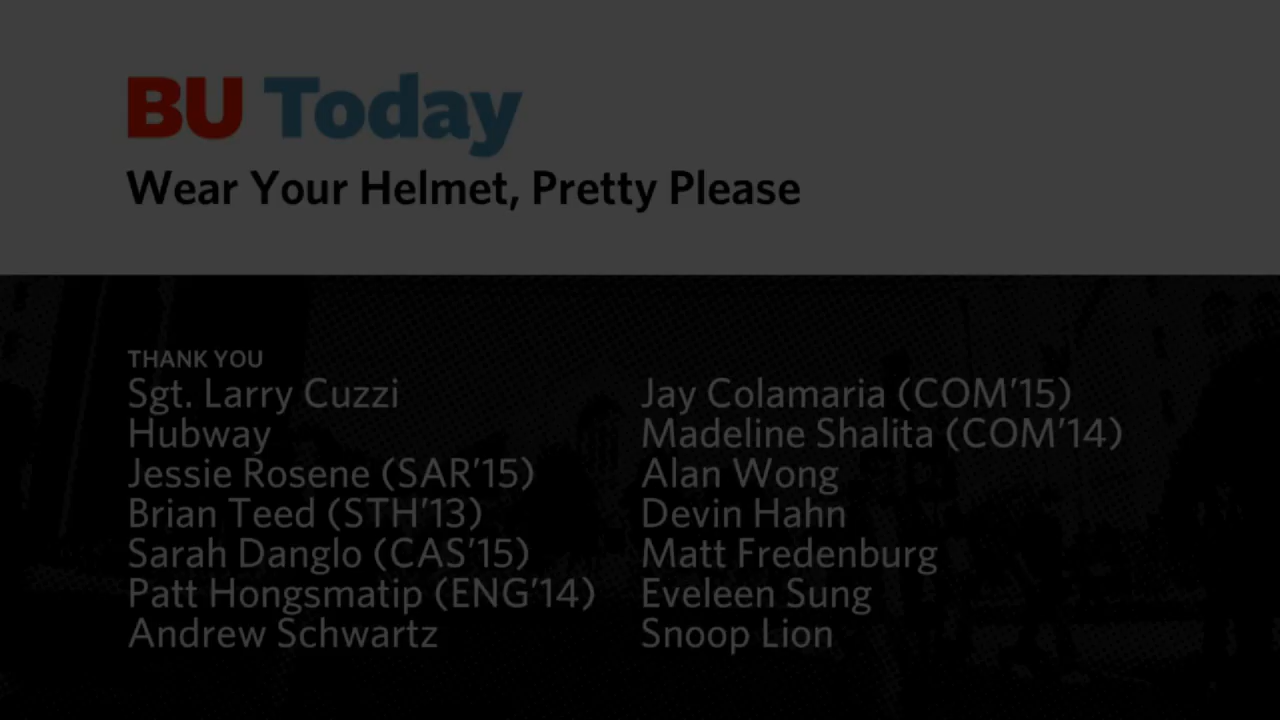 BU Today
Wear Your Helmet, Pretty Please
THANK YOU
Sgt. Larry Cuzzi
Hubway
Jessie Rosene (SAR’15)
Brian Teed (STH’13)
Sarah Danglo (CAS’15)
Patt Hongsmatip (ENG’14)
Andrew Schwartz
Jay Colamaria (COM’15)
Madeline Shalita (COM’14)
Alan Wong
Devin Hahn
Matt Fredenburg
Eveleen Sung
Snoop Lion